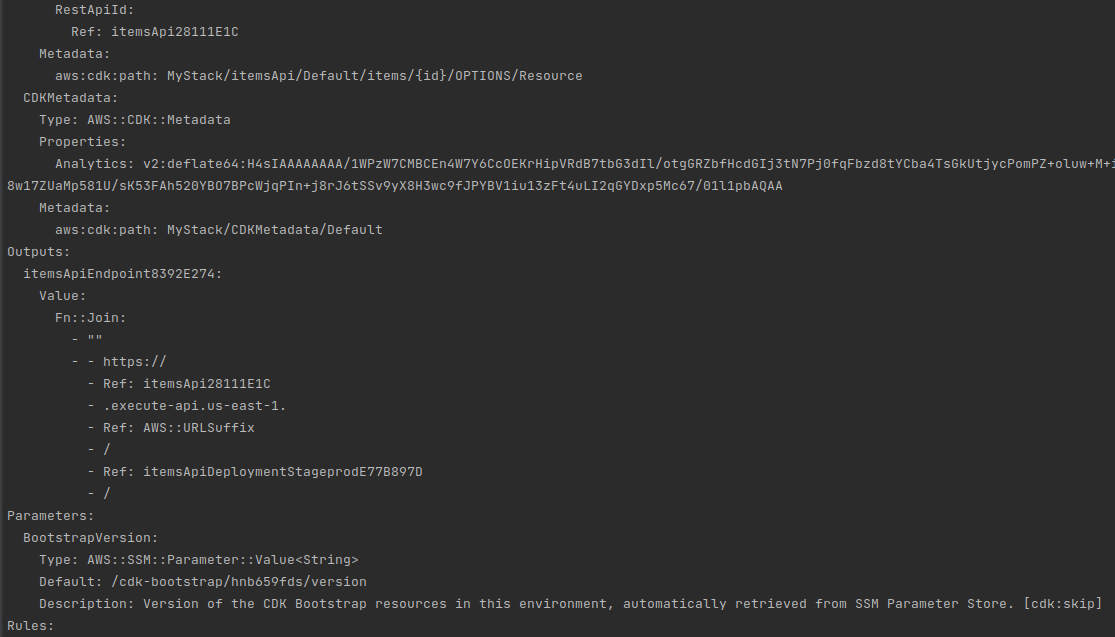 RestApiId:
Ref: itemsApi28111E1C
Metadata:
aws:cdk:path: MyStack/itemsApi/Default/items/{id}/OPTIONS/Resource
CDKMetadata:
Type: AWS::CDK::Metadata
Properties:
Analytics: v2:deflate64:H4sIAAAAAAAA/1WPzW7CMBCEn4W7Y6CcOEKrHipVRdB7tbG3dIl/otgGRZbfHcdGIj3tN7Pj0fqFbzd8tYCba4TsGkUtjycPomPZ+oluw+M+i
8w17ZUaMp581U/sK53FAh520YBO7BPcWjqPIn+j8rJ6tSSv9yX8H3wc9fJPYBV1iu13zFt4uLI2qGYDxp5Mc67/01l1pbAQAA
Metadata:
aws:cdk:path: MyStack/CDKMetadata/Default
Outputs:
itemsApiEndpoint8392E274:
Value:
Fn::Join:
- ""
- - https://
- Ref: itemsApi28111E1C
- .execute-api.us-east-1.
- Ref: AWS::URLSuffix
- /
- Ref: itemsApiDeploymentStageprodE77B897D
- /
Parameters:
BootstrapVersion:
Type: AWS::SSM::Parameter::Value<String>
Default: /cdk-bootstrap/hnb659fds/version
Description: Version of the CDK Bootstrap resources in this environment, automatically retrieved from SSM Parameter Store. [cdk:skip]
Rules: